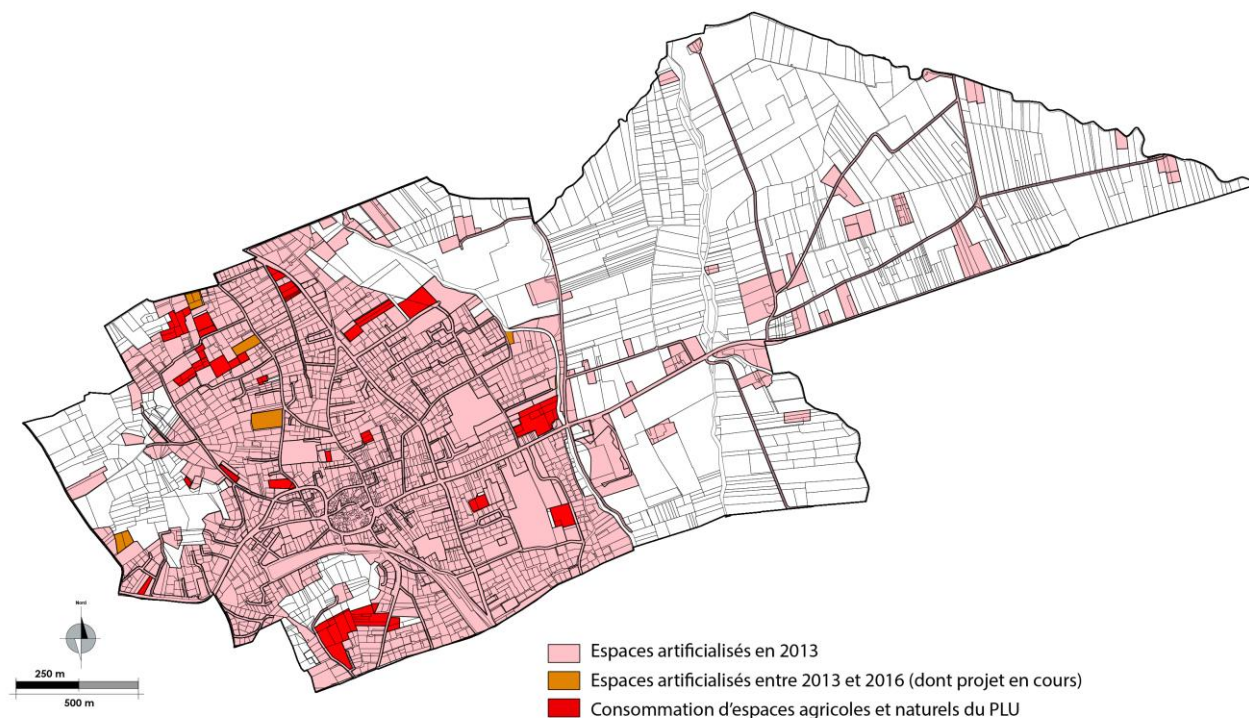 Nord
250 m
500 m
Espaces artificialisés en 2013
Espaces artificialisés entre 2013 et 2016 (dont projet en cours)
Consommation d'espaces agricoles et naturels du PLU